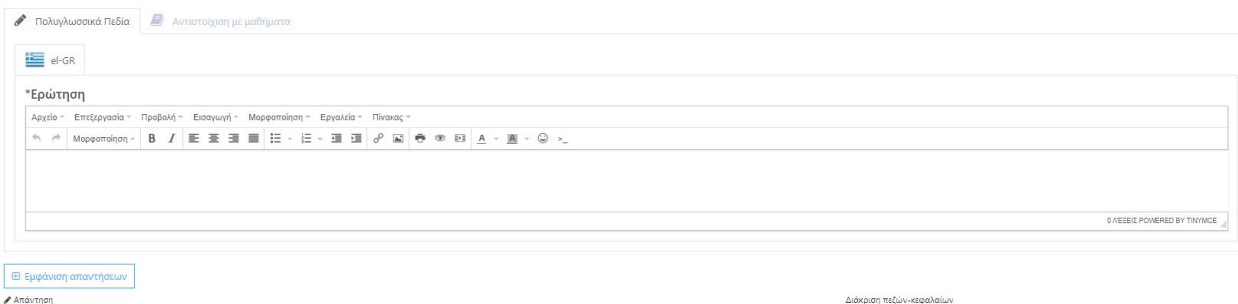 Πολυγλωσσικά Πεδία Αντιστοίχιση με μαθήματα
el-GR
*Ερώτηση
Αρχείο Επεξεργασία Προβολή Εισαγωγή Μορφοποίηση Εργαλεία Πίνακας
Μορφοποίηση B I A A >_
0 ΛΈΞΕΙΣ POWERED BY TINYMCE
Εμφάνιση απαντήσεων
Απάντηση Διάκριση πεζών-κεφαλαίων